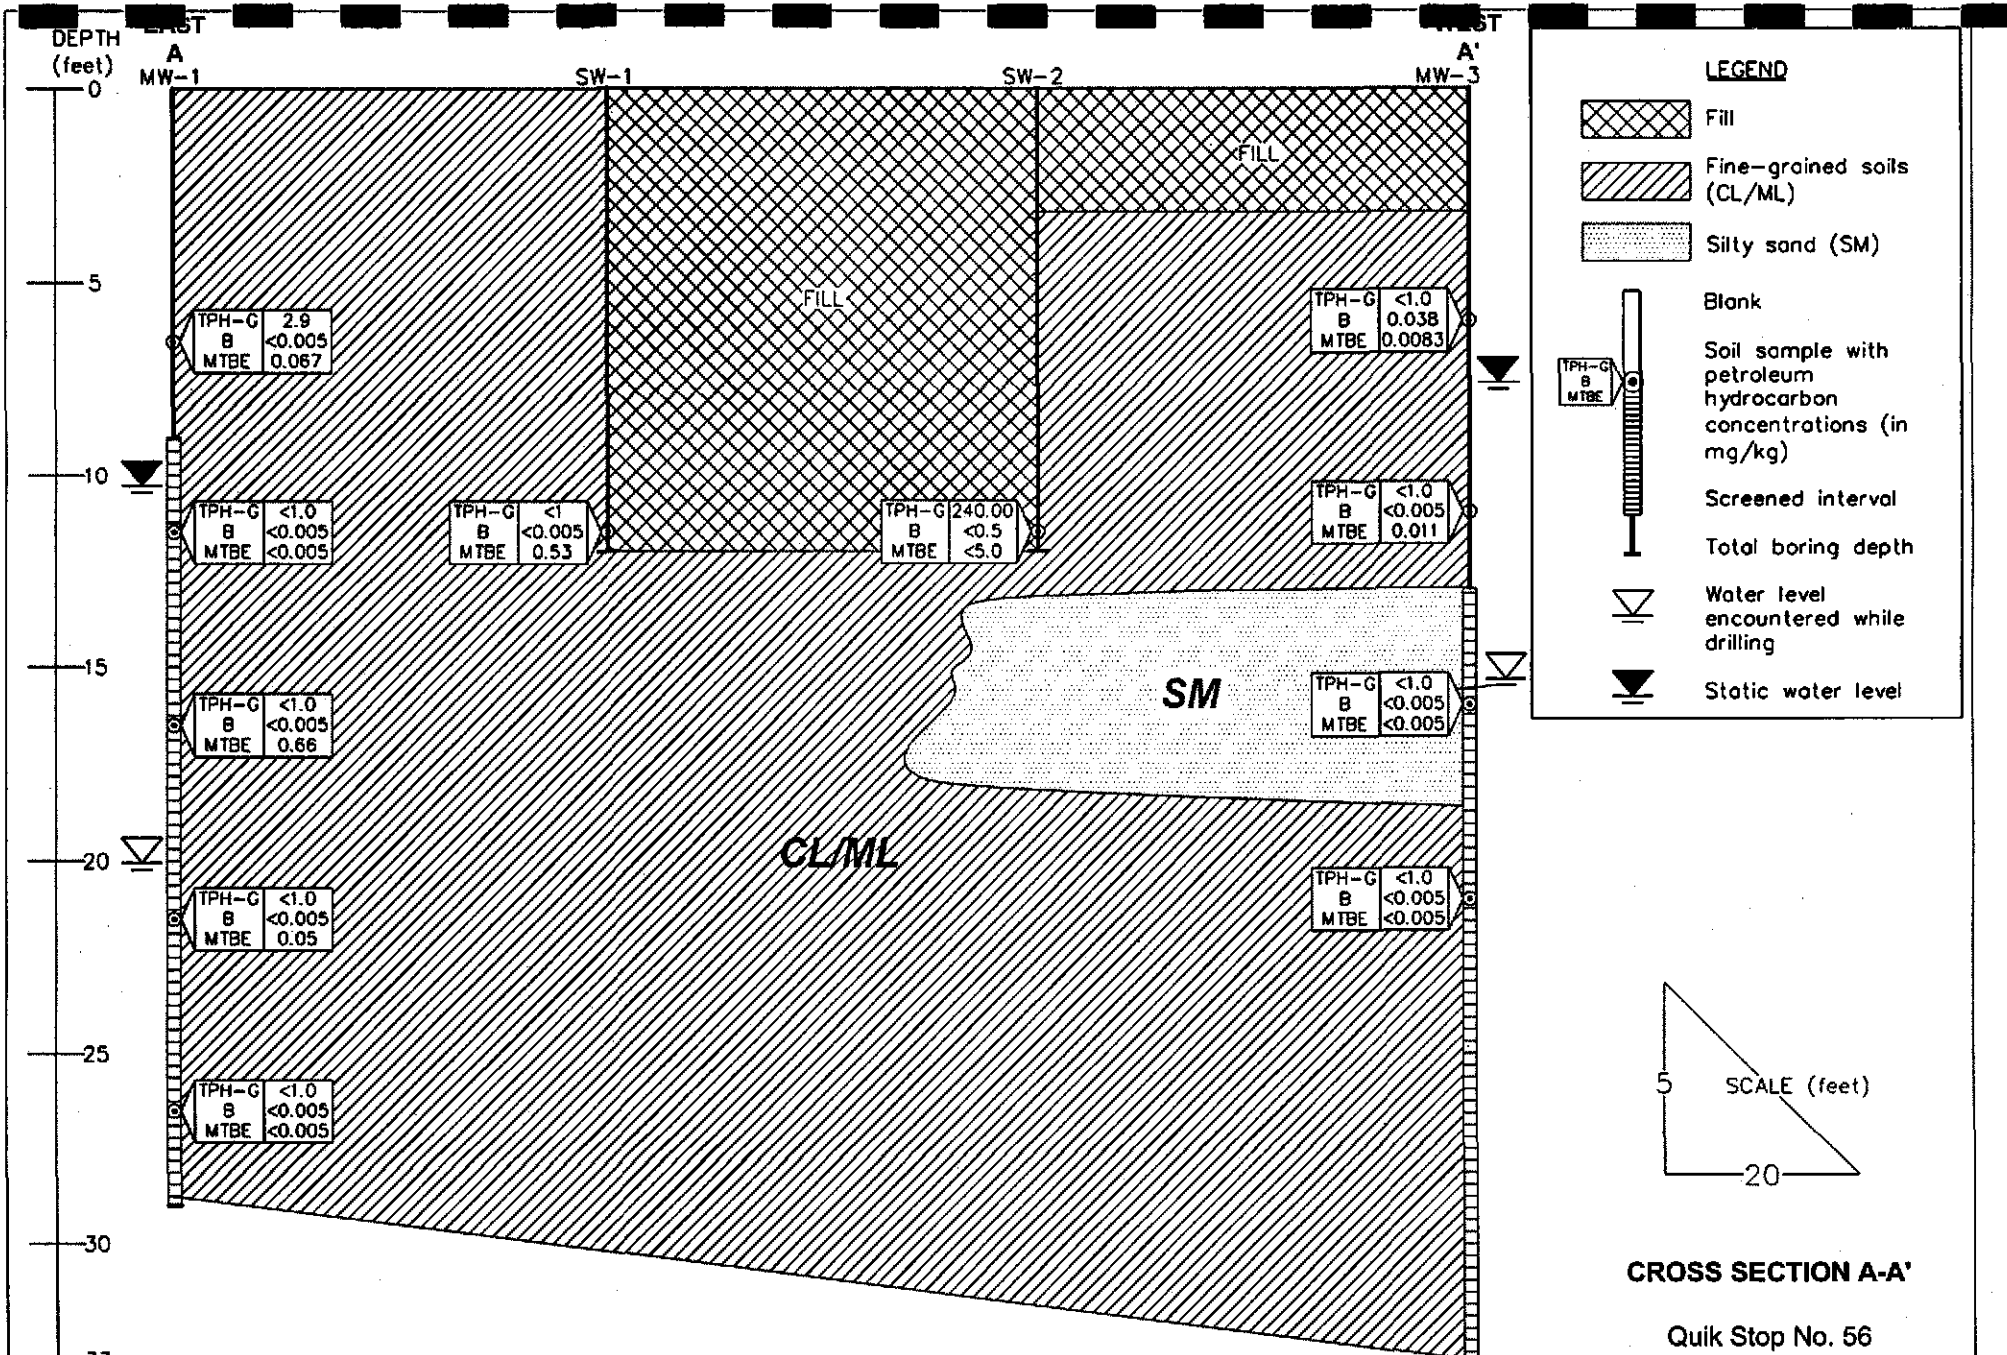 DEPTH
(feet)
EAST
A
MW-1
SW-1
SW-2
WEST
A'
MW-3
0
5
10
15
20
25
30
FILL
FILL
TPH-G 2.9
B <0.005
MTBE 0.067
TPH-G <1.0
B <0.005
MTBE <0.005
TPH-G <1.0
B <0.005
MTBE 0.66
TPH-G <1.0
B <0.005
MTBE 0.05
TPH-G <1.0
B <0.005
MTBE <0.005
TPH-G <1
B <0.005
MTBE 0.53
TPH-G 240.00
B <0.5
MTBE <5.0
TPH-G <1.0
B 0.038
MTBE 0.0083
TPH-G <1.0
B <0.005
MTBE 0.011
TPH-G <1.0
B <0.005
MTBE <0.005
TPH-G <1.0
B <0.005
MTBE <0.005
SM
CL/ML
LEGEND
Fill
Fine-grained soils
(CL/ML)
Silty sand (SM)
Blank
TPH-G
B
MTBE
Soil sample with
petroleum
hydrocarbon
concentrations (in
mg/kg)
Screened interval
Total boring depth
Water level
encountered while
drilling
Static water level
5
SCALE (feet)
20
CROSS SECTION A-A'
Quik Stop No. 56